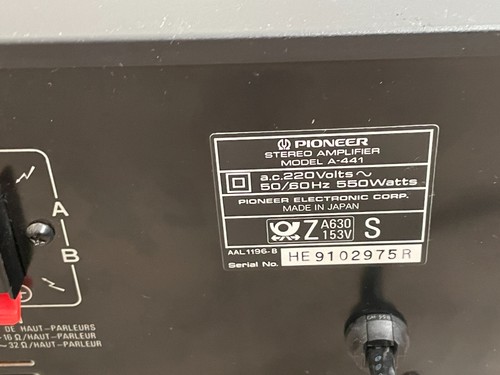 PIONEER
STEREO AMPLIFIER
MODEL A-441
a.c.220Volts~
50/60Hz 550Watts
PIONEER ELECTRONIC CORP.
MADE IN JAPAN
Z A630 153V S
AAL1196-B
Serial No. HE9102975R
A
B
DE HAUT-PARLEURS
16 Ω/HAUT-PARLEUR
~32 Ω/HAUT-PARLEUR